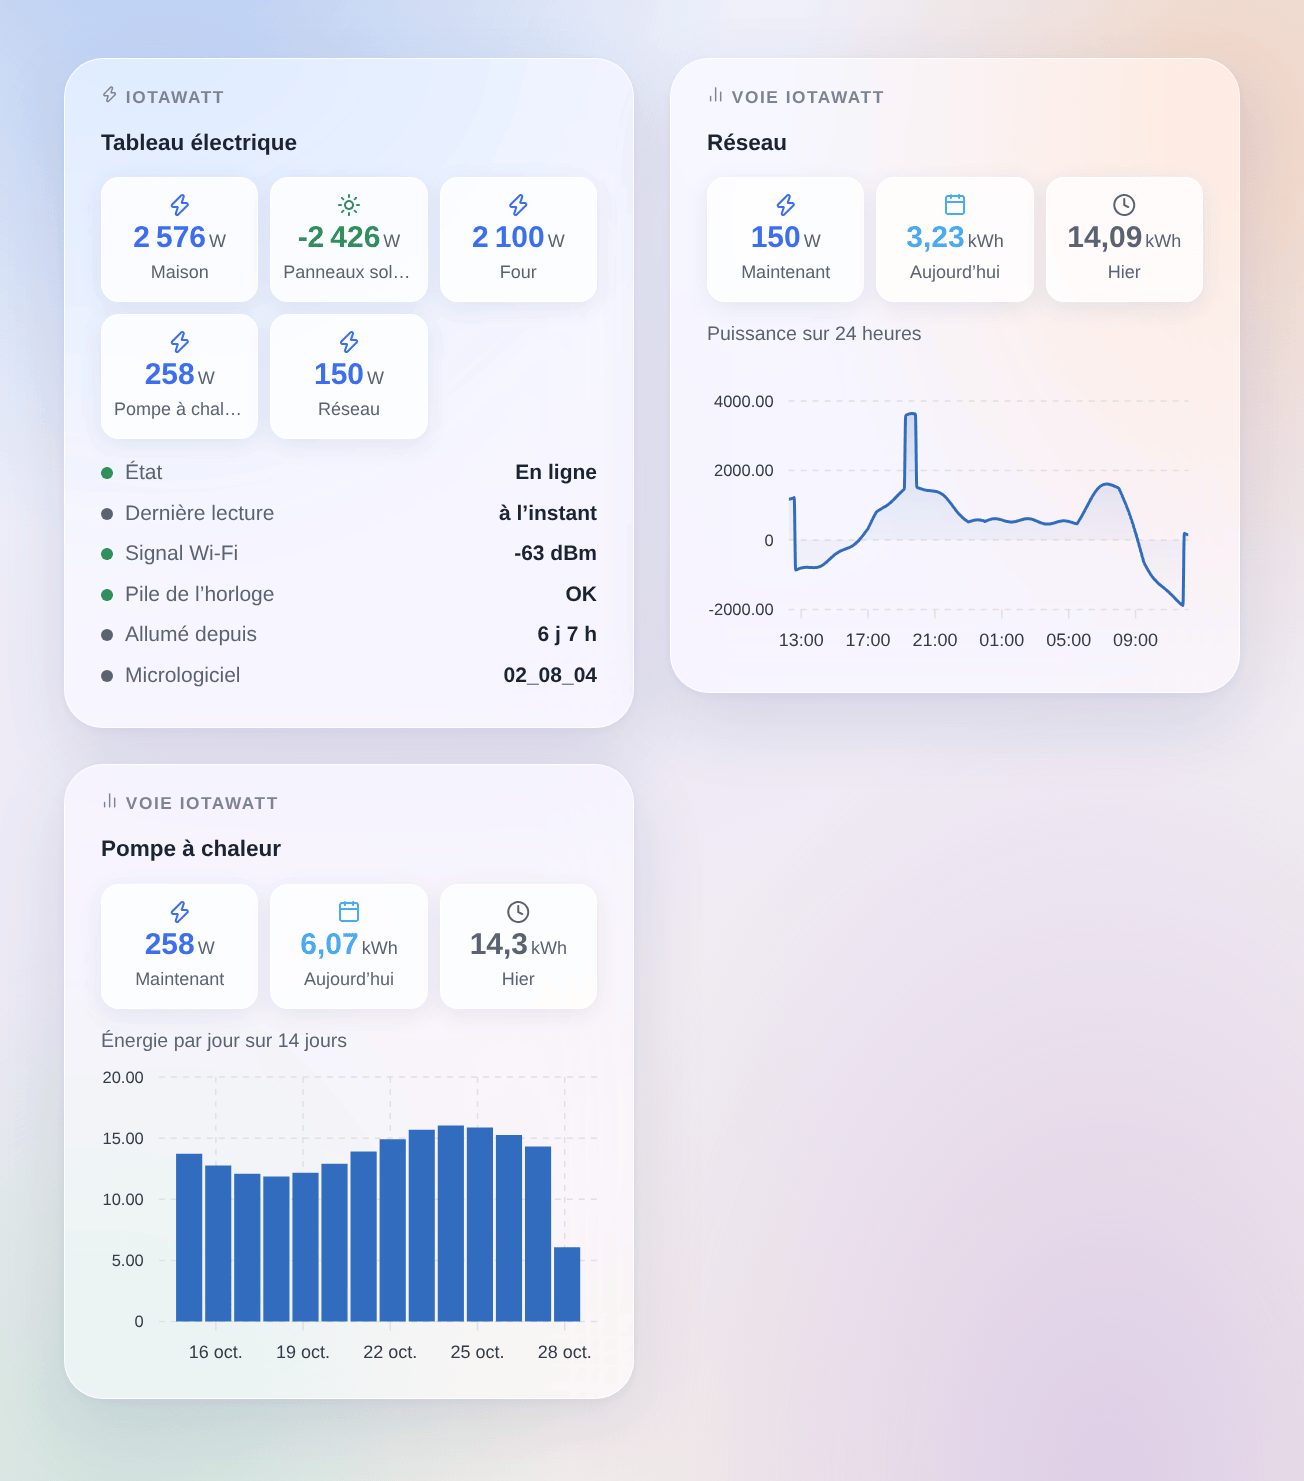 IOTAWATT
Tableau électrique
2 576 W
Maison
-2 426 W
Panneaux sol…
2 100 W
Four
258 W
Pompe à chal…
150 W
Réseau
État En ligne
Dernière lecture à l’instant
Signal Wi-Fi -63 dBm
Pile de l’horloge OK
Allumé depuis 6 j 7 h
Micrologiciel 02_08_04
VOIE IOTAWATT
Réseau
150 W
Maintenant
3,23 kWh
Aujourd’hui
14,09 kWh
Hier
Puissance sur 24 heures
4000.00
2000.00
0
-2000.00
13:00 17:00 21:00 01:00 05:00 09:00
VOIE IOTAWATT
Pompe à chaleur
258 W
Maintenant
6,07 kWh
Aujourd’hui
14,3 kWh
Hier
Énergie par jour sur 14 jours
20.00
15.00
10.00
5.00
0
16 oct. 19 oct. 22 oct. 25 oct. 28 oct.